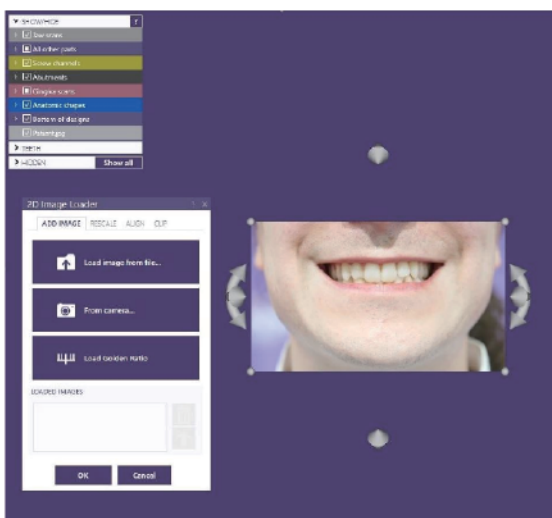 SHOW/HIDE
?
Jaw scans
All other parts
Screw channels
Abutments
Gingiva scans
Anatomic shapes
Bottom of designs
Patient.jpg
TEETH
HIDDEN Show all
2D Image Loader ? ×
ADD IMAGE RESCALE ALIGN CLIP
Load image from file...
From camera...
Load Golden Ratio
LOADED IMAGES
OK Cancel